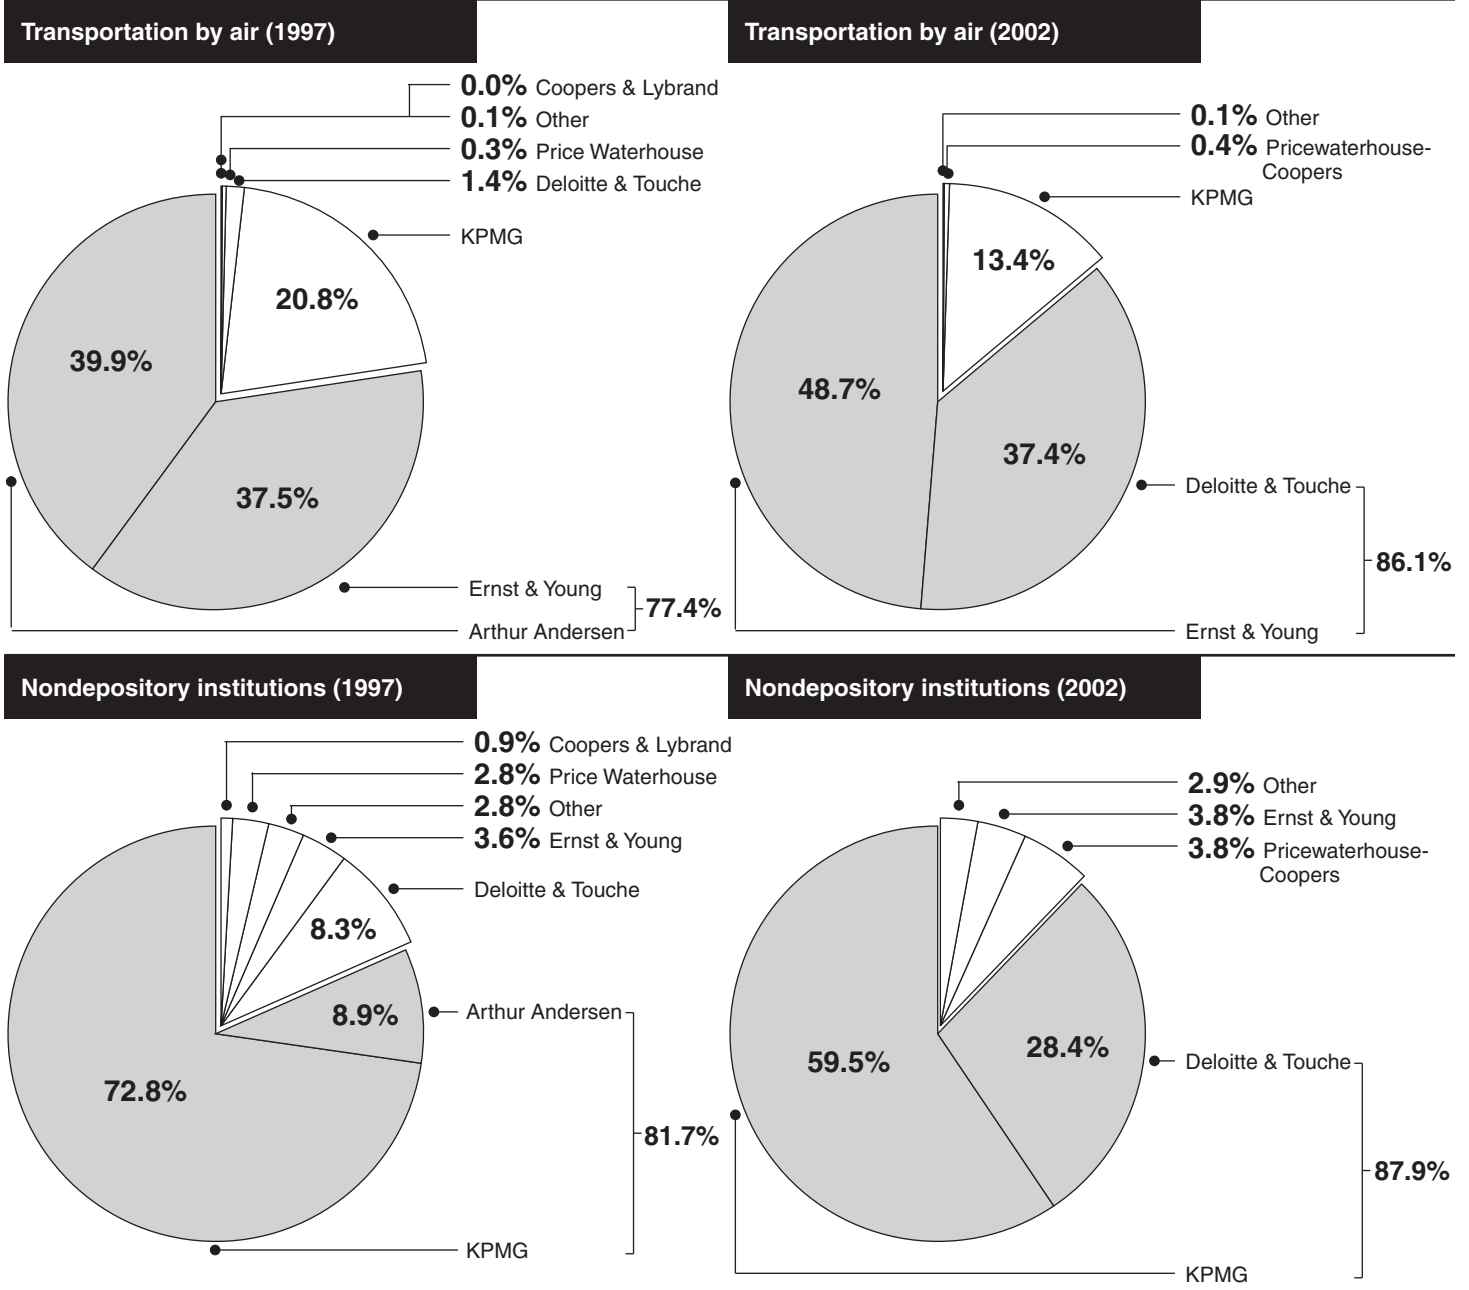 Transportation by air (1997)
0.0% Coopers & Lybrand
0.1% Other
0.3% Price Waterhouse
1.4% Deloitte & Touche
KPMG
20.8%
39.9%
37.5%
Ernst & Young
77.4%
Arthur Andersen
Transportation by air (2002)
0.1% Other
0.4% Pricewaterhouse-
Coopers
KPMG
13.4%
48.7%
37.4%
Deloitte & Touche
86.1%
Ernst & Young
Nondepository institutions (1997)
0.9% Coopers & Lybrand
2.8% Price Waterhouse
2.8% Other
3.6% Ernst & Young
Deloitte & Touche
8.3%
8.9%
Arthur Andersen
72.8%
81.7%
KPMG
Nondepository institutions (2002)
2.9% Other
3.8% Ernst & Young
3.8% Pricewaterhouse-
Coopers
28.4%
59.5%
Deloitte & Touche
87.9%
KPMG